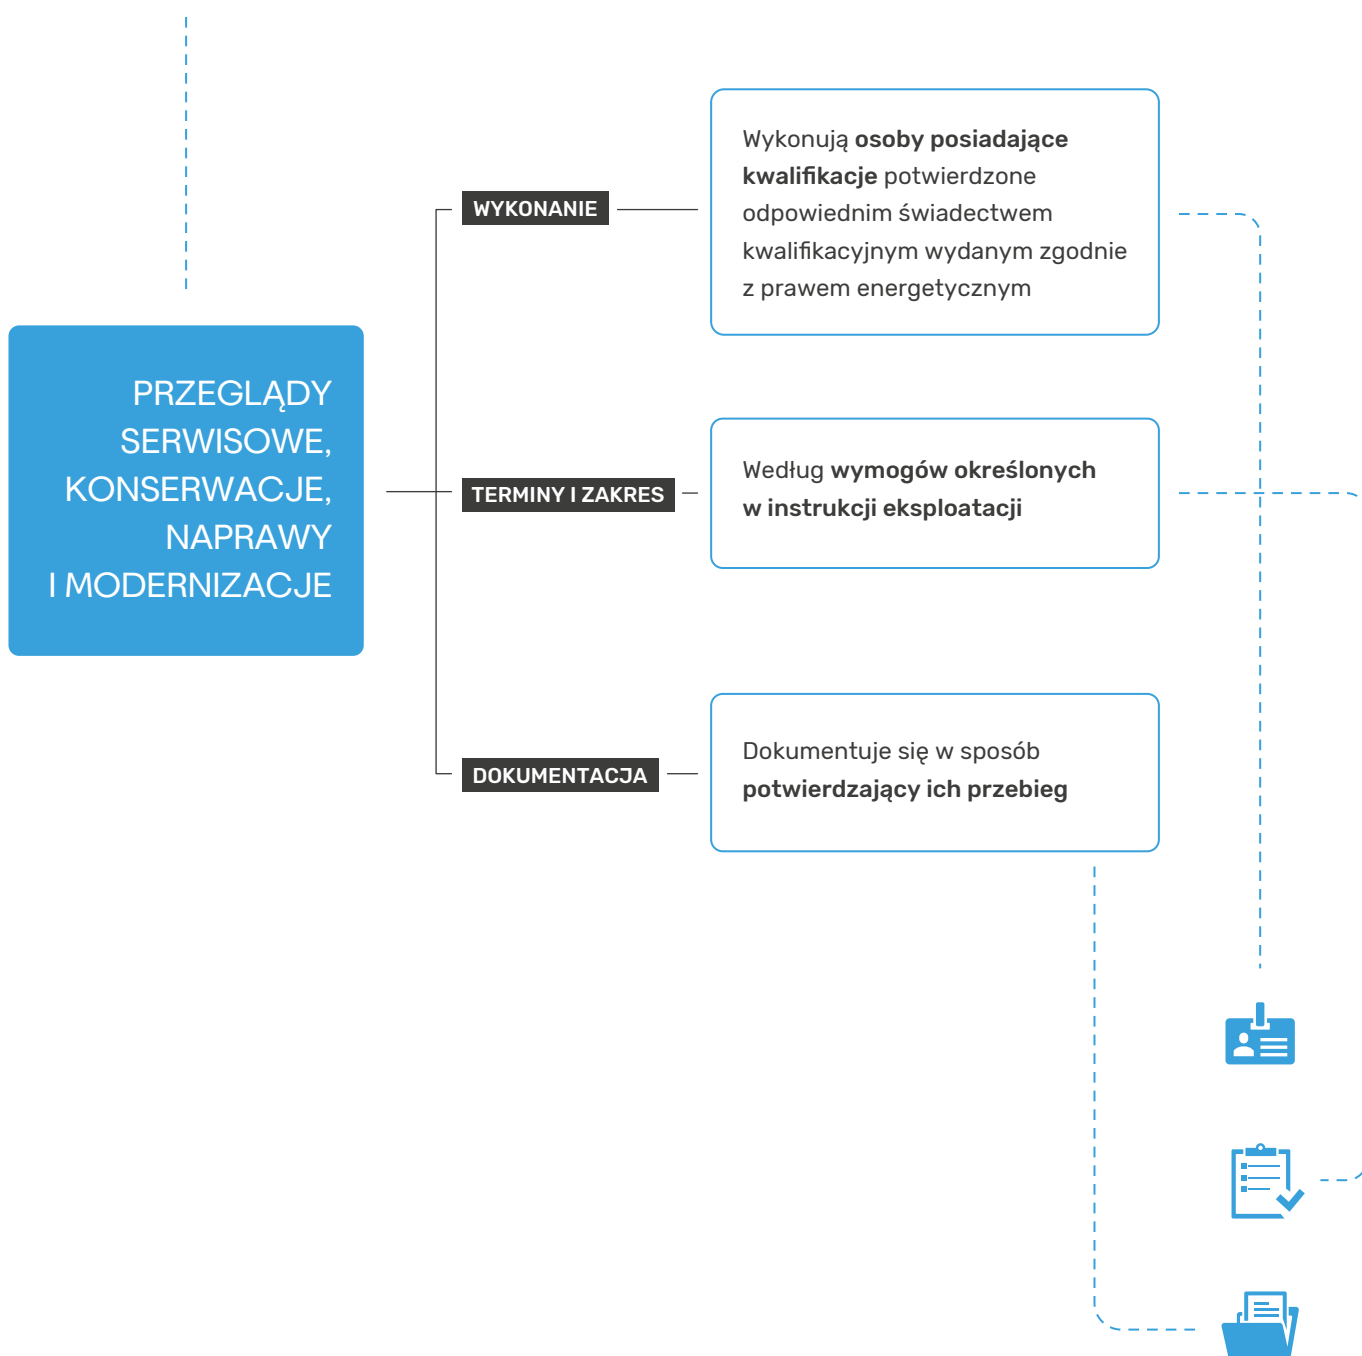 PRZEGLĄDY
SERWISOWE,
KONSERWACJE,
NAPRAWY
I MODERNIZACJE
WYKONANIE
Wykonują osoby posiadające
kwalifikacje potwierdzone
odpowiednim świadectwem
kwalifikacyjnym wydanym zgodnie
z prawem energetycznym
TERMINY I ZAKRES
Według wymogów określonych
w instrukcji eksploatacji
DOKUMENTACJA
Dokumentuje się w sposób
potwierdzający ich przebieg